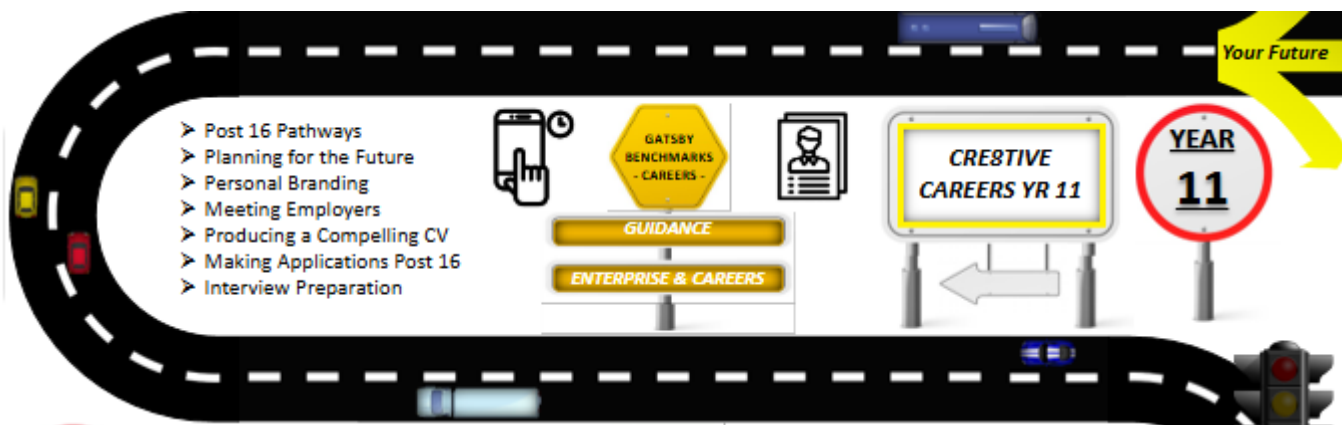 Your Future
➤ Post 16 Pathways
➤ Planning for the Future
➤ Personal Branding
➤ Meeting Employers
➤ Producing a Compelling CV
➤ Making Applications Post 16
➤ Interview Preparation
GATSBY
BENCHMARKS
- CAREERS -
GUIDANCE
ENTERPRISE & CAREERS
CRE8TIVE
CAREERS YR 11
YEAR
11